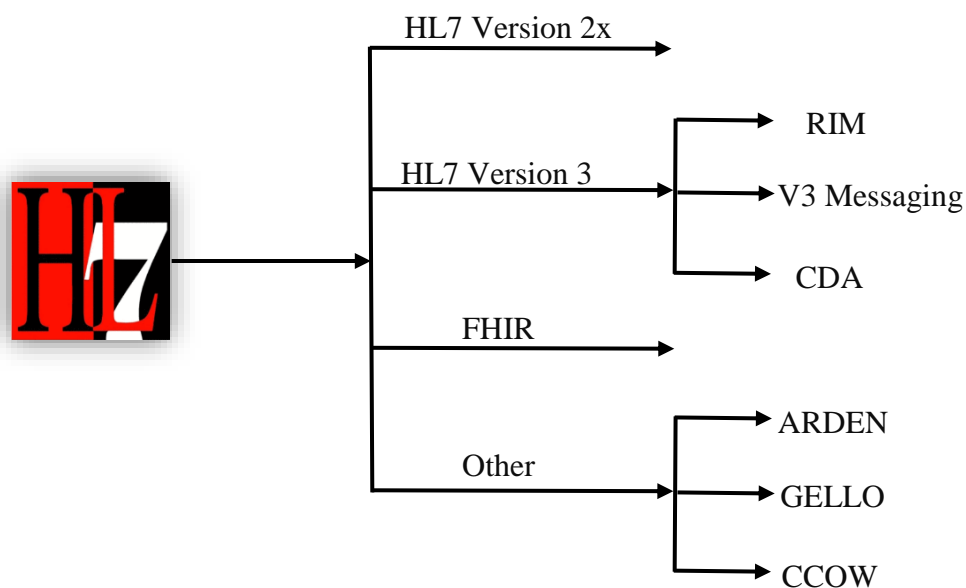 HL7 Version 2x
RIM
HL7 Version 3
V3 Messaging
HL7
CDA
FHIR
ARDEN
Other
GELLO
CCOW